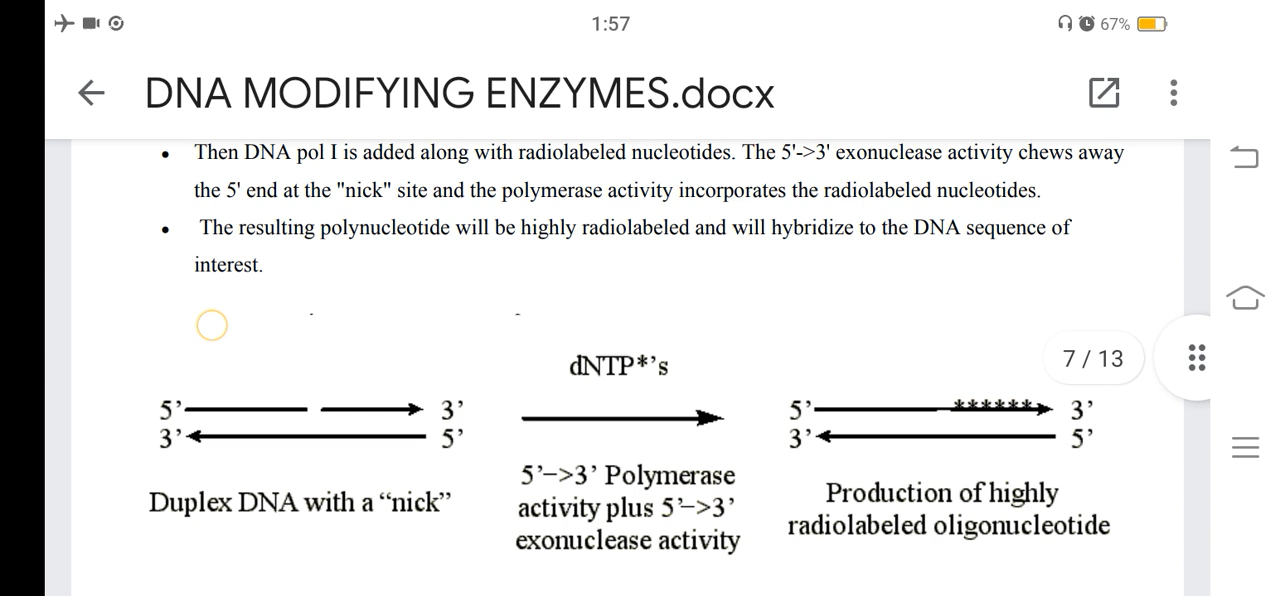 1:57
67%
DNA MODIFYING ENZYMES.docx
• Then DNA pol I is added along with radiolabeled nucleotides. The 5'->3' exonuclease activity chews away
the 5' end at the "nick" site and the polymerase activity incorporates the radiolabeled nucleotides.
• The resulting polynucleotide will be highly radiolabeled and will hybridize to the DNA sequence of
interest.
7 / 13
dNTP*’s
5’ 3’
3’ 5’
Duplex DNA with a “nick”
5’->3’ Polymerase
activity plus 5’->3’
exonuclease activity
5’ ****** 3’
3’ 5’
Production of highly
radiolabeled oligonucleotide